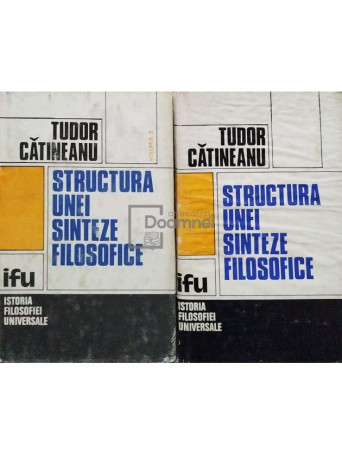 TUDOR
CĂTINEANU
VOLUMUL 2
STRUCTURA
UNEI
SINTEZE
FILOSOFICE
ifu
ISTORIA
FILOSOFIEI
UNIVERSALE
TUDOR
CĂTINEANU
STRUCTURA
UNEI
SINTEZE
FILOSOFICE
ifu
ISTORIA
FILOSOFIEI
UNIVERSALE
Doamnei